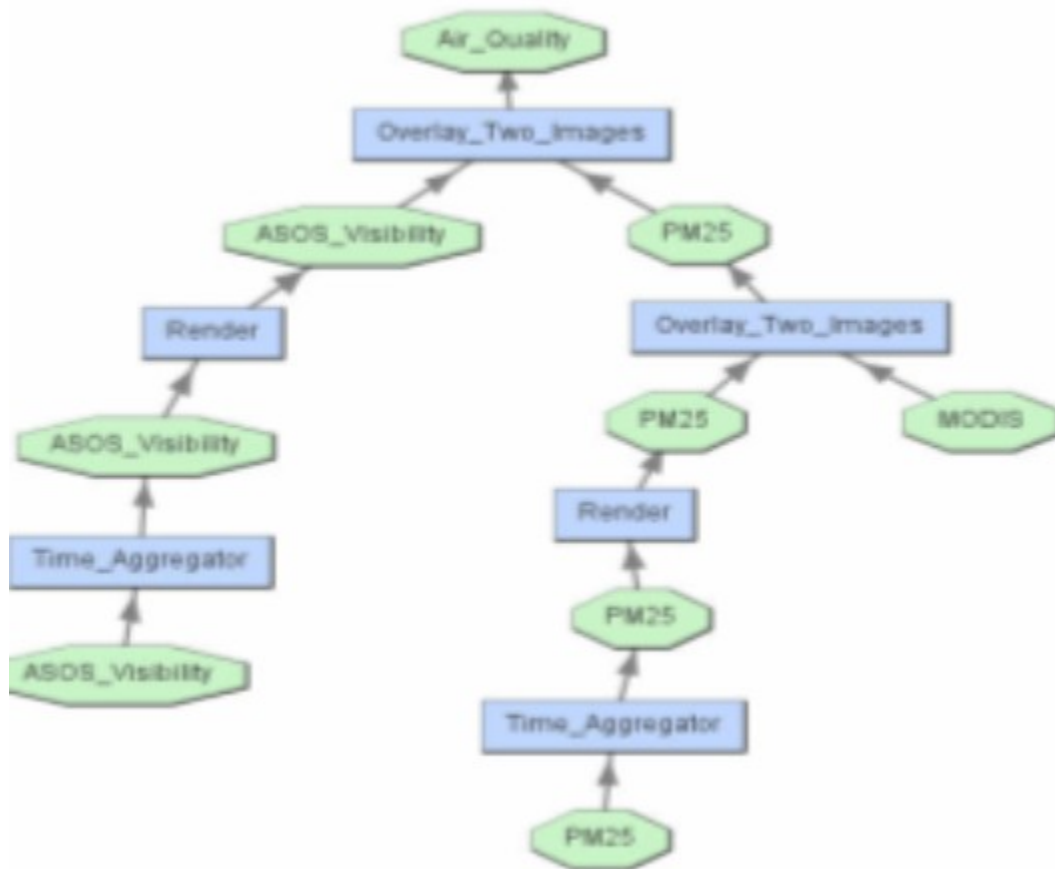 Air_Quality
Overlay_Two_Images
ASOS_Visibility
PM25
Render
Overlay_Two_Images
ASOS_Visibility
PM25
MODIS
Render
Time_Aggregator
PM25
ASOS_Visibility
Time_Aggregator
PM25